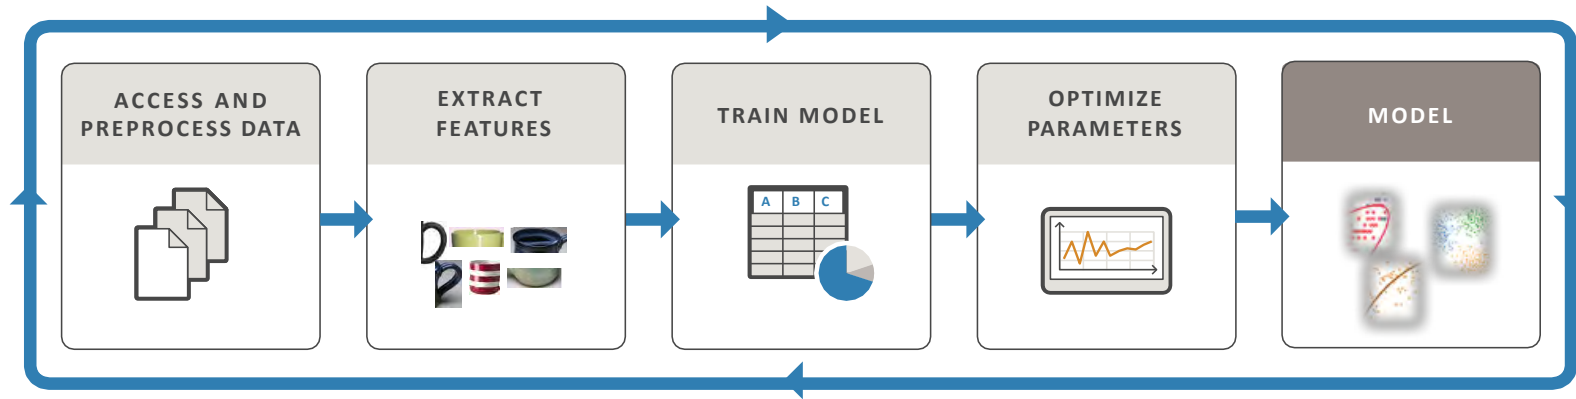 ACCESS AND
PREPROCESS DATA
EXTRACT
FEATURES
TRAIN MODEL
A B C
OPTIMIZE
PARAMETERS
MODEL